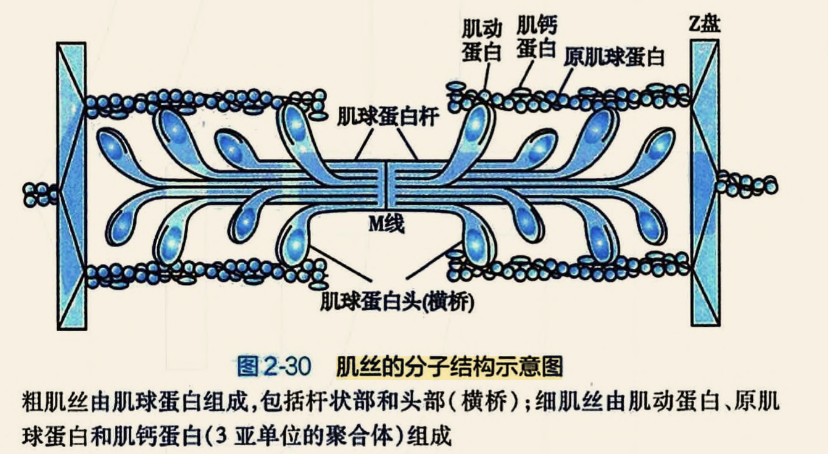 肌动
蛋白
肌钙
蛋白
原肌球蛋白
Z盘
肌球蛋白杆
M线
肌球蛋白头(横桥)
图2-30 肌丝的分子结构示意图
粗肌丝由肌球蛋白组成,包括杆状部和头部(横桥);细肌丝由肌动蛋白、原肌
球蛋白和肌钙蛋白(3亚单位的聚合体)组成